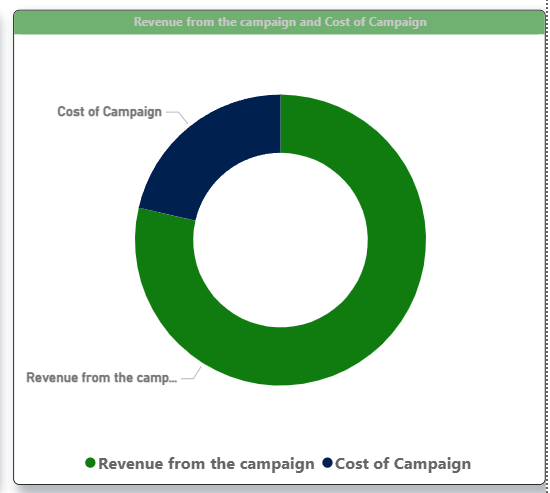 Revenue from the campaign and Cost of Campaign
Cost of Campaign
Revenue from the camp...
Revenue from the campaign Cost of Campaign